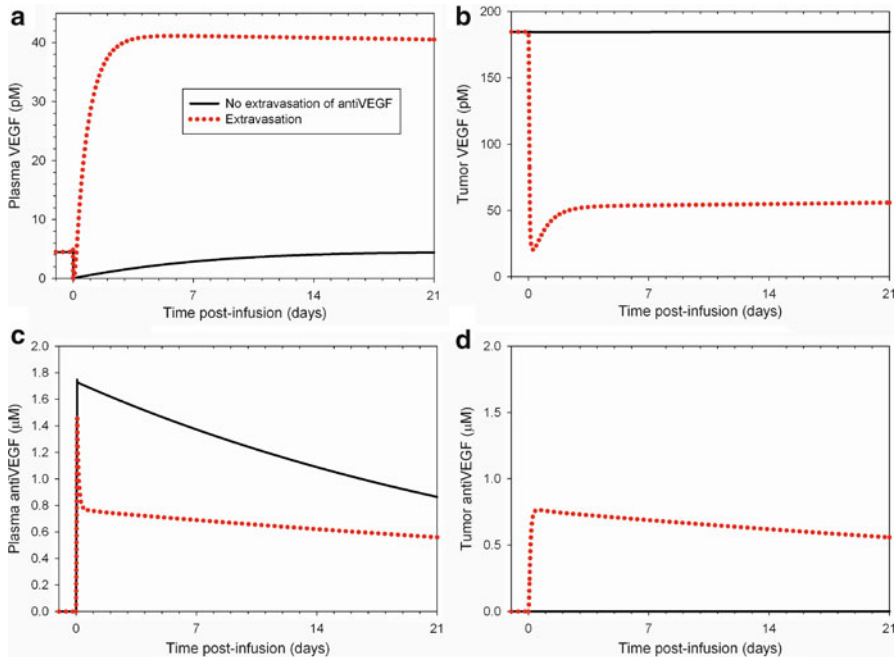 a
Plasma VEGF (pM)
40
30
20
10
0
No extravasation of antiVEGF
Extravasation
0 7 14 21
Time post-infusion (days)
b
Tumor VEGF (pM)
200
150
100
50
0
0 7 14 21
Time post-infusion (days)
c
Plasma antiVEGF (μM)
2.0
1.8
1.6
1.4
1.2
1.0
0.8
0.6
0.4
0.2
0.0
0 7 14 21
Time post-infusion (days)
d
Tumor antiVEGF (μM)
2.0
1.5
1.0
0.5
0.0
0 7 14 21
Time post-infusion (days)